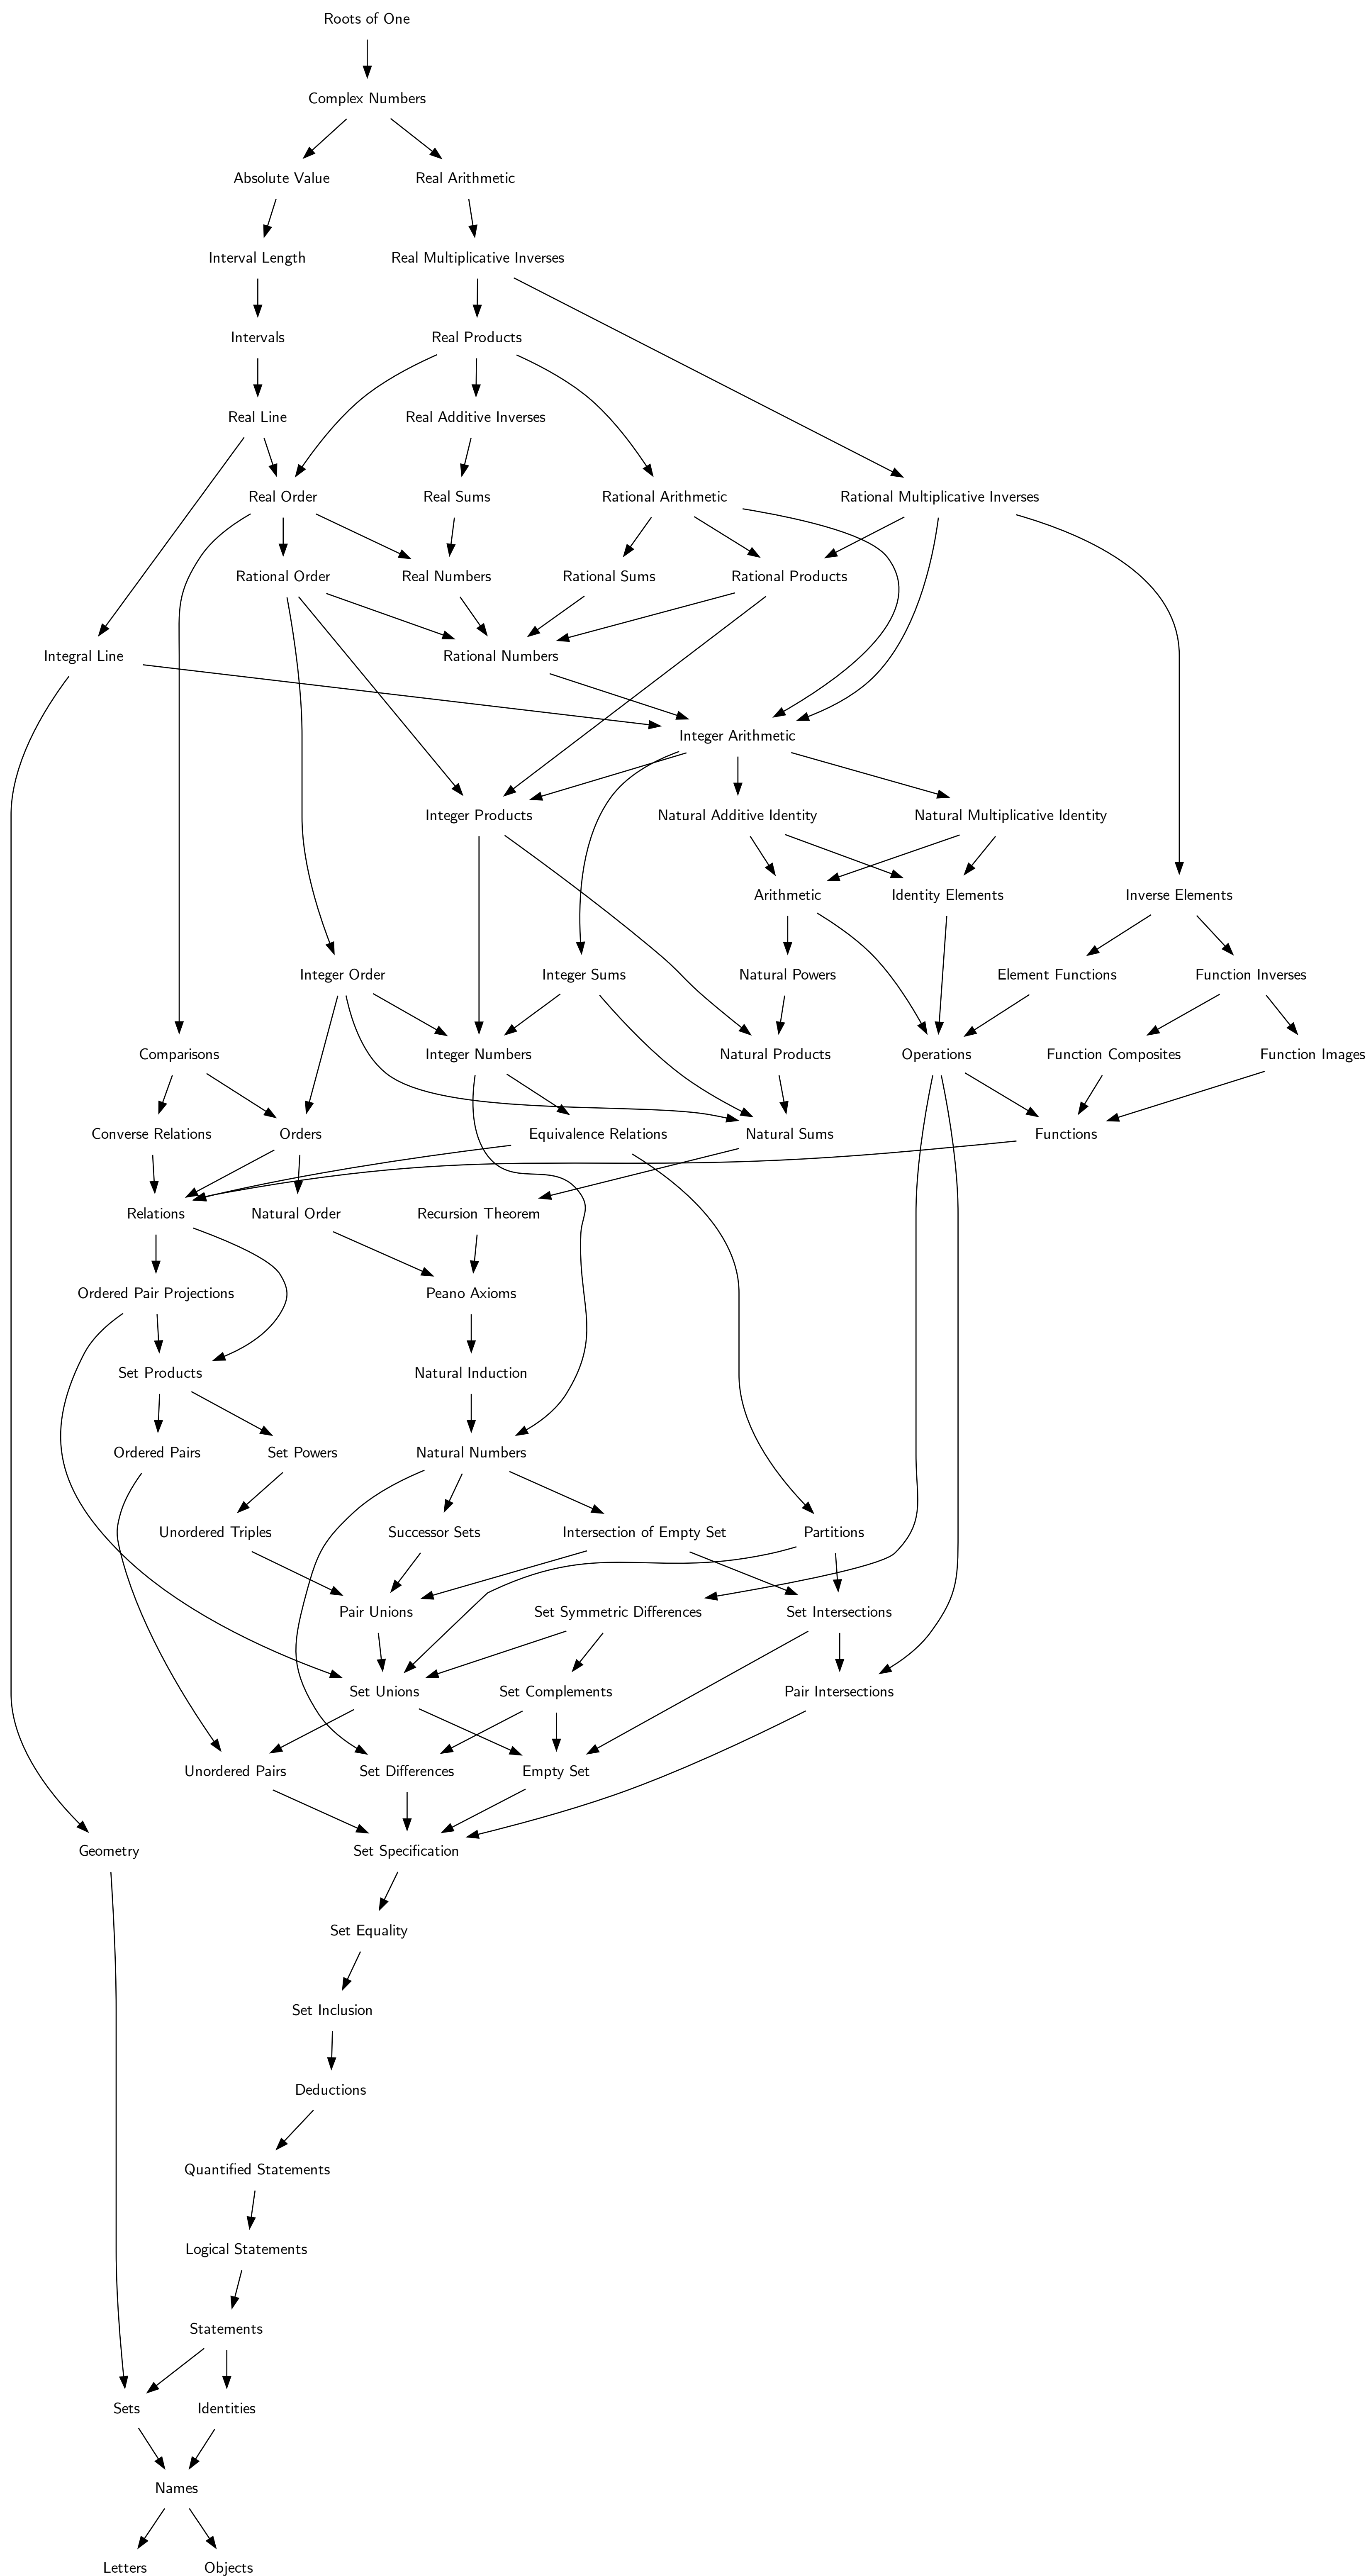 Roots of One
Complex Numbers
Absolute Value
Real Arithmetic
Interval Length
Real Multiplicative Inverses
Intervals
Real Products
Real Line
Real Additive Inverses
Real Order
Real Sums
Rational Arithmetic
Rational Multiplicative Inverses
Rational Order
Real Numbers
Rational Sums
Rational Products
Integral Line
Rational Numbers
Integer Arithmetic
Integer Products
Natural Additive Identity
Natural Multiplicative Identity
Arithmetic
Identity Elements
Inverse Elements
Integer Order
Integer Sums
Natural Powers
Element Functions
Function Inverses
Comparisons
Integer Numbers
Natural Products
Operations
Function Composites
Function Images
Converse Relations
Orders
Equivalence Relations
Natural Sums
Functions
Relations
Natural Order
Recursion Theorem
Ordered Pair Projections
Peano Axioms
Set Products
Natural Induction
Ordered Pairs
Set Powers
Natural Numbers
Unordered Triples
Successor Sets
Intersection of Empty Set
Partitions
Pair Unions
Set Symmetric Differences
Set Intersections
Set Unions
Set Complements
Pair Intersections
Unordered Pairs
Set Differences
Empty Set
Geometry
Set Specification
Set Equality
Set Inclusion
Deductions
Quantified Statements
Logical Statements
Statements
Sets
Identities
Names
Letters
Objects